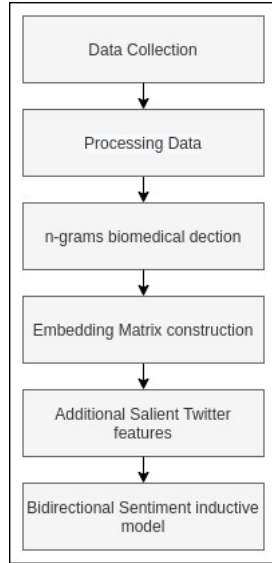 Data Collection
Processing Data
n-grams biomedical dection
Embedding Matrix construction
Additional Salient Twitter
features
Bidirectional Sentiment inductive
model